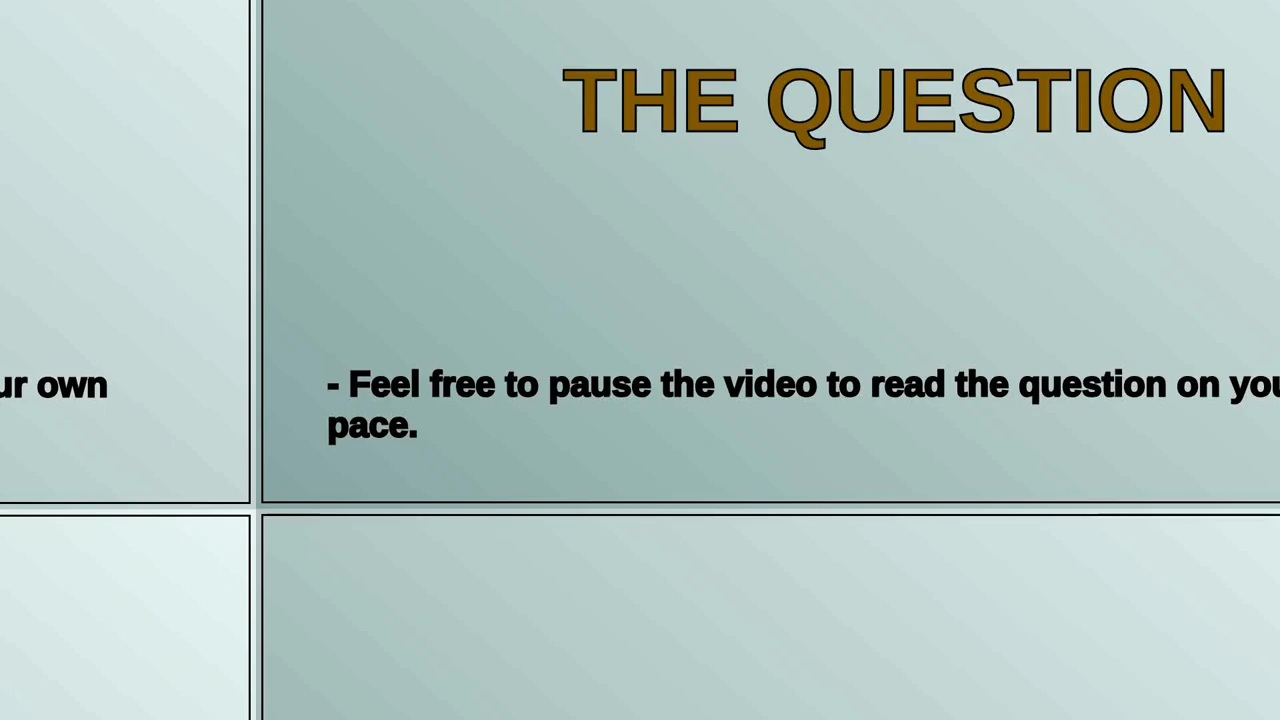 THE QUESTION
ur own
- Feel free to pause the video to read the question on you
pace.